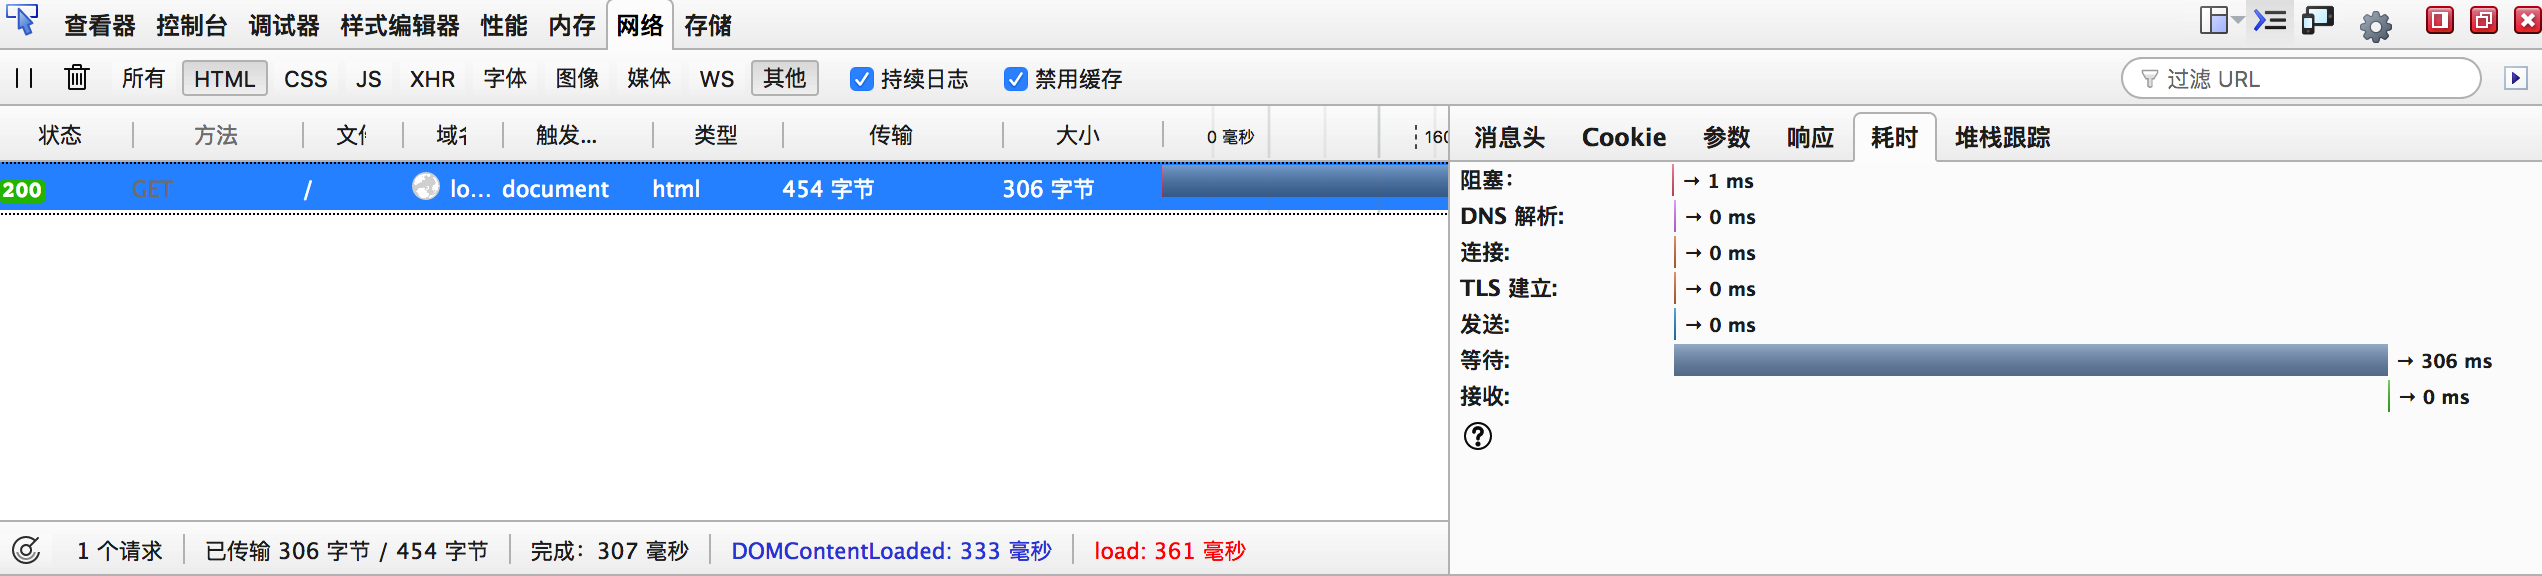 查看器 控制台 调试器 样式编辑器 性能 内存 网络 存储
所有 HTML CSS JS XHR 字体 图像 媒体 WS 其他 持续日志 禁用缓存 过滤 URL
状态 方法 域名 触发... 类型 传输 大小 0 毫秒 160
200 GET / lo... document html 454 字节 306 字节
1 个请求 已传输 306 字节 / 454 字节 完成：307 毫秒 DOMContentLoaded: 333 毫秒 load: 361 毫秒
消息头 Cookie 参数 响应 耗时 堆栈跟踪
阻塞： → 1 ms
DNS 解析: → 0 ms
连接: → 0 ms
TLS 建立: → 0 ms
发送: → 0 ms
等待: → 306 ms
接收: → 0 ms